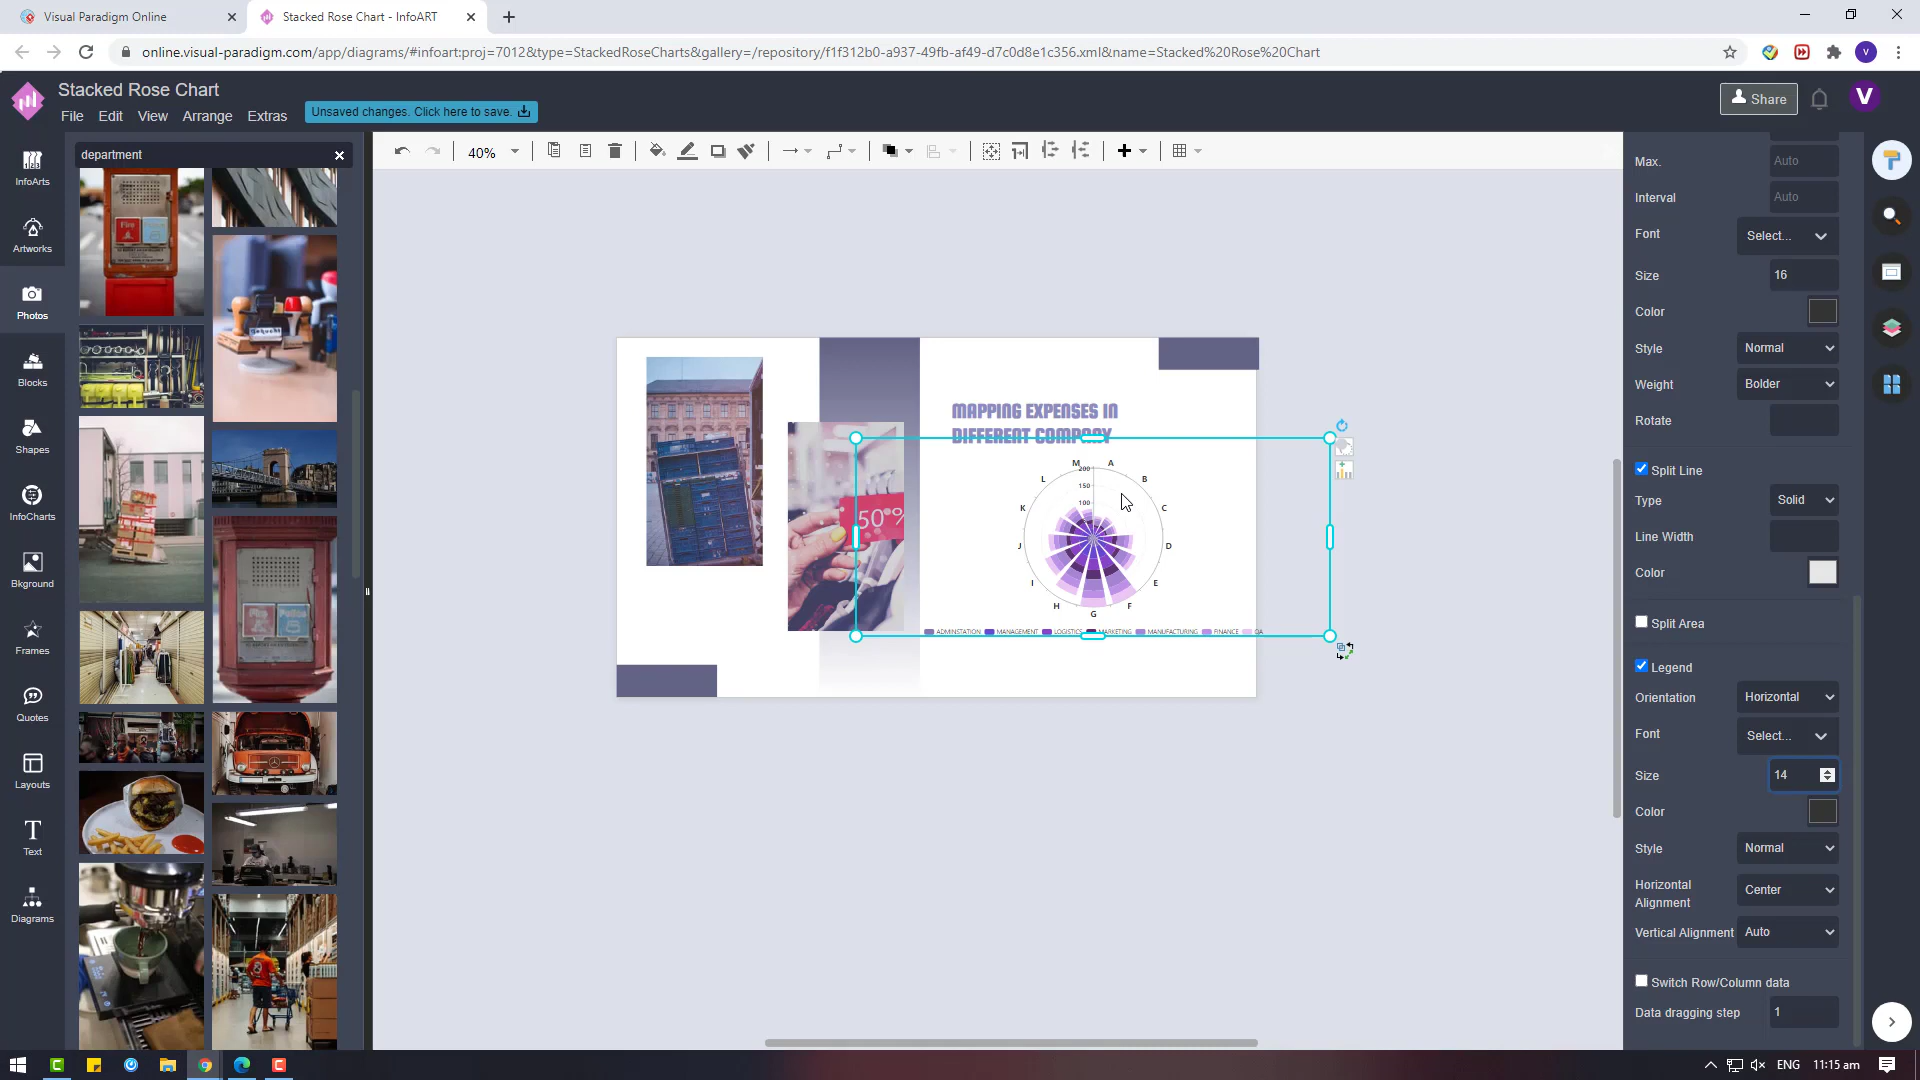 Visual Paradigm Online
Stacked Rose Chart - InfoART
online.visual-paradigm.com/app/diagrams/#infoart:proj=7012&type=StackedRoseCharts&gallery=/repository/f1f312b0-a937-49fb-af49-d7c0d8e1c356.xml&name=Stacked%20Rose%20Chart
V
Stacked Rose Chart
File Edit View Arrange Extras
Unsaved changes. Click here to save.
Share
V
InfoArts
Artworks
Photos
Blocks
Shapes
InfoCharts
Bkground
Frames
Quotes
Layouts
Text
Diagrams
department
Fire
40%
MAPPING EXPENSES IN
DIFFERENT COMPANY
50%
M A
L B
K C
J D
I E
H F
G
200
150
100
ADMINSTATION MANAGEMENT LOGISTICS MARKETING MANUFACTURING FINANCE QA
Max. Auto
Interval Auto
Font Select...
Size 16
Color
Style Normal
Weight Bolder
Rotate
Split Line
Type Solid
Line Width
Color
Split Area
Legend
Orientation Horizontal
Font Select...
Size 14
Color
Style Normal
Horizontal
Alignment Center
Vertical Alignment Auto
Switch Row/Column data
Data dragging step 1
ENG 11:15 am